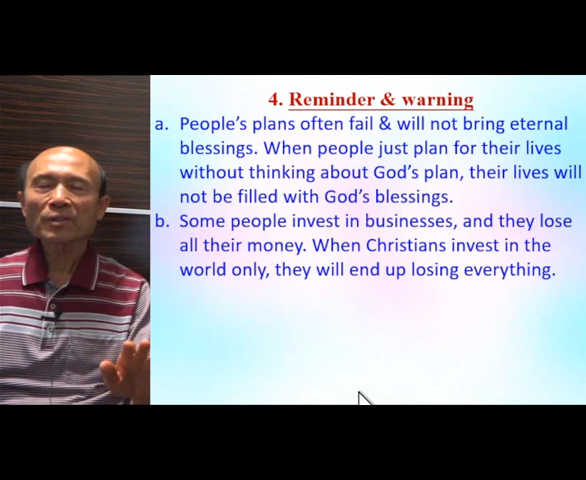 4. Reminder & warning
a. People's plans often fail & will not bring eternal
blessings. When people just plan for their lives
without thinking about God's plan, their lives will
not be filled with God's blessings.
b. Some people invest in businesses, and they lose
all their money. When Christians invest in the
world only, they will end up losing everything.